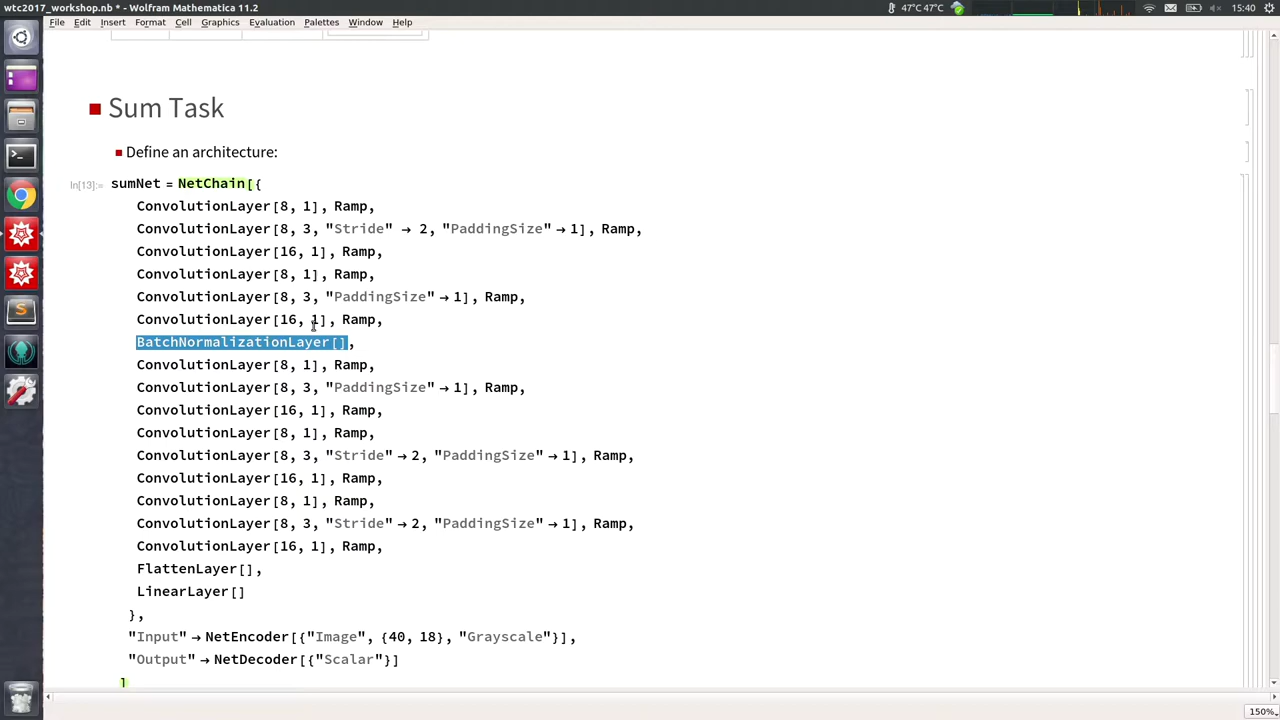 wtc2017_workshop.nb * - Wolfram Mathematica 11.2
47°C 47°C
15:40
File Edit Insert Format Cell Graphics Evaluation Palettes Window Help
Sum Task
Define an architecture:
In[13]:= sumNet = NetChain[{
ConvolutionLayer[8, 1], Ramp,
ConvolutionLayer[8, 3, "Stride" → 2, "PaddingSize" → 1], Ramp,
ConvolutionLayer[16, 1], Ramp,
ConvolutionLayer[8, 1], Ramp,
ConvolutionLayer[8, 3, "PaddingSize" → 1], Ramp,
ConvolutionLayer[16, 1], Ramp,
BatchNormalizationLayer[],
ConvolutionLayer[8, 1], Ramp,
ConvolutionLayer[8, 3, "PaddingSize" → 1], Ramp,
ConvolutionLayer[16, 1], Ramp,
ConvolutionLayer[8, 1], Ramp,
ConvolutionLayer[8, 3, "Stride" → 2, "PaddingSize" → 1], Ramp,
ConvolutionLayer[16, 1], Ramp,
ConvolutionLayer[8, 1], Ramp,
ConvolutionLayer[8, 3, "Stride" → 2, "PaddingSize" → 1], Ramp,
ConvolutionLayer[16, 1], Ramp,
FlattenLayer[],
LinearLayer[]
},
"Input" → NetEncoder[{"Image", {40, 18}, "Grayscale"}],
"Output" → NetDecoder[{"Scalar"}]
]
150%